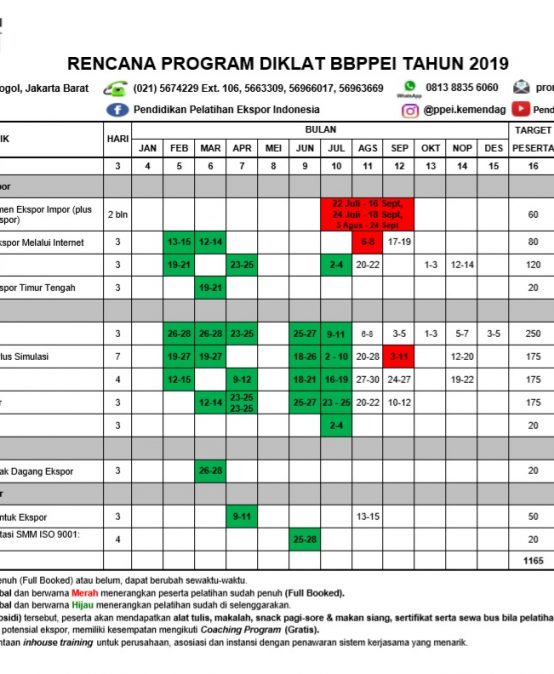 RENCANA PROGRAM DIKLAT BBPPEI TAHUN 2019
ogol, Jakarta Barat (021) 5674229 Ext. 106, 5663309, 56966017, 56963669 WhatsApp 0813 8835 6060 pro
Pendidikan Pelatihan Ekspor Indonesia @ppei.kemendag Pend
IK HARI BULAN TARGET PESERTA
JAN FEB MAR APR MEI JUN JUL AGS SEP OKT NOP DES
3 4 5 6 7 8 9 10 11 12 13 14 15 16
por
men Ekspor Impor (plus 2 bln 22 Juli - 16 Sept, 60
spor) 24 Juli - 18 Sept,
5 Agus - 24 Sept
kspor Melalui Internet 3 13-15 12-14 6-8 17-19 80
3 19-21 23-25 2-4 20-22 1-3 12-14 120
spor Timur Tengah 3 19-21 20
3 26-28 26-28 23-25 25-27 9-11 6-8 3-5 1-3 5-7 3-5 250
lus Simulasi 7 19-27 19-27 18-26 2 - 10 20-28 3-11 12-20 175
4 12-15 9-12 18-21 16-19 27-30 24-27 19-22 175
r 3 12-14 23-25 25-27 23 - 25 20-22 10-12 175
23-25
3 2-4 20
ak Dagang Ekspor 3 26-28 20
r
ntuk Ekspor 3 9-11 13-15 50
tasi SMM ISO 9001: 4 25-28 20
1165
enuh (Full Booked) atau belum, dapat berubah sewaktu-waktu.
bal dan berwarna Merah menerangkan peserta pelatihan sudah penuh (Full Booked).
bal dan berwarna Hijau menerangkan pelatihan sudah di selenggarakan.
sidi) tersebut, peserta akan mendapatkan alat tulis, makalah, snack pagi-sore & makan siang, sertifikat serta sewa bus bila pelatiha
potensial ekspor, memiliki kesempatan mengikuti Coaching Program (Gratis).
ntaan inhouse training untuk perusahaan, asosiasi dan instansi dengan penawaran sistem kerjasama yang menarik.